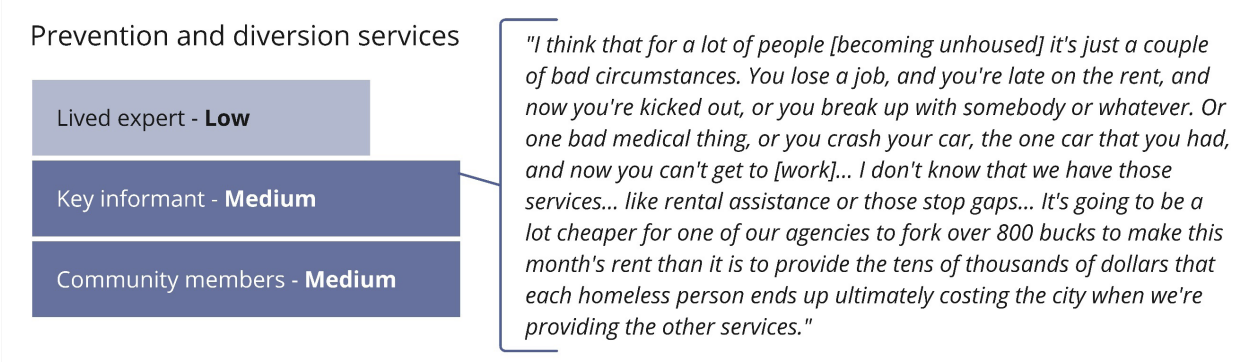 Prevention and diversion services
Lived expert - Low
Key informant - Medium
Community members - Medium
"I think that for a lot of people [becoming unhoused] it's just a couple
of bad circumstances. You lose a job, and you're late on the rent, and
now you're kicked out, or you break up with somebody or whatever. Or
one bad medical thing, or you crash your car, the one car that you had,
and now you can't get to [work]... I don't know that we have those
services... like rental assistance or those stop gaps... It's going to be a
lot cheaper for one of our agencies to fork over 800 bucks to make this
month's rent than it is to provide the tens of thousands of dollars that
each homeless person ends up ultimately costing the city when we're
providing the other services."